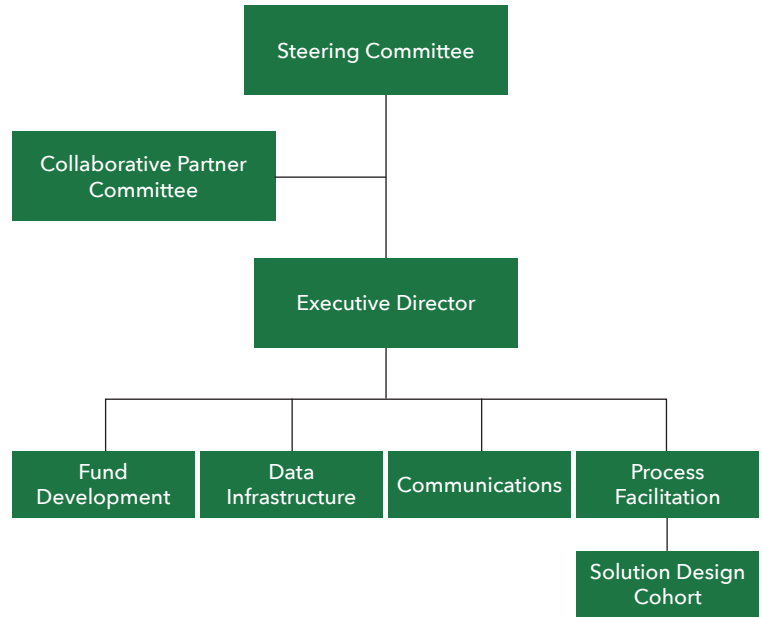 Steering Committee
Collaborative Partner
Committee
Executive Director
Fund
Development
Data
Infrastructure
Communications
Process
Facilitation
Solution Design
Cohort